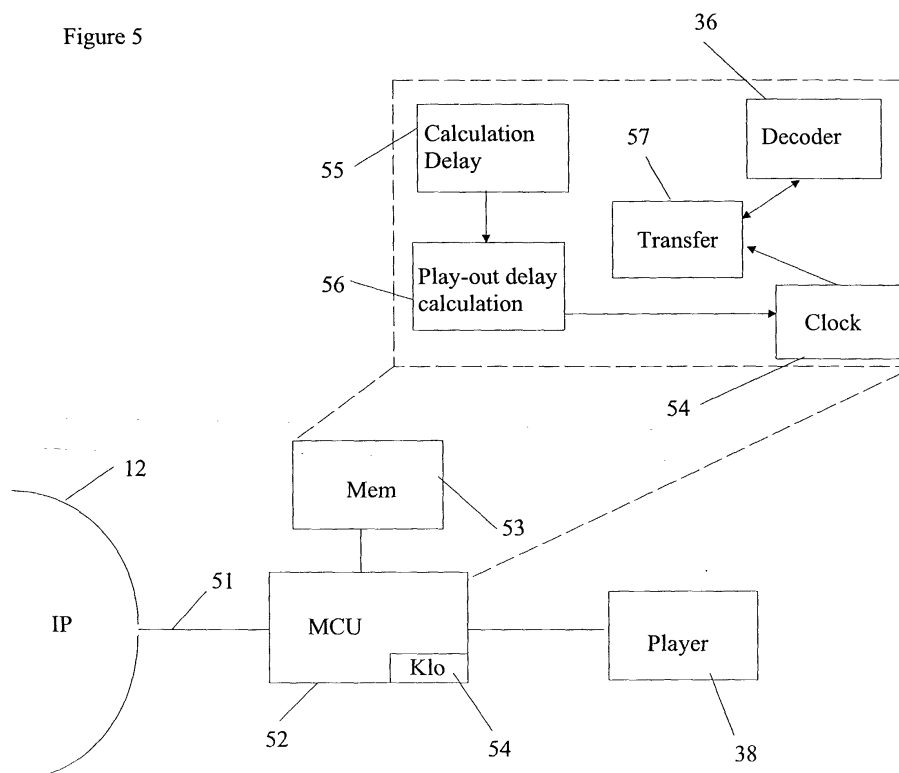 Figure 5
36
Calculation
Delay
55
57
Decoder
Transfer
56
Play-out delay
calculation
Clock
54
12
Mem
53
51
IP
MCU
Klo
Player
52
54
38